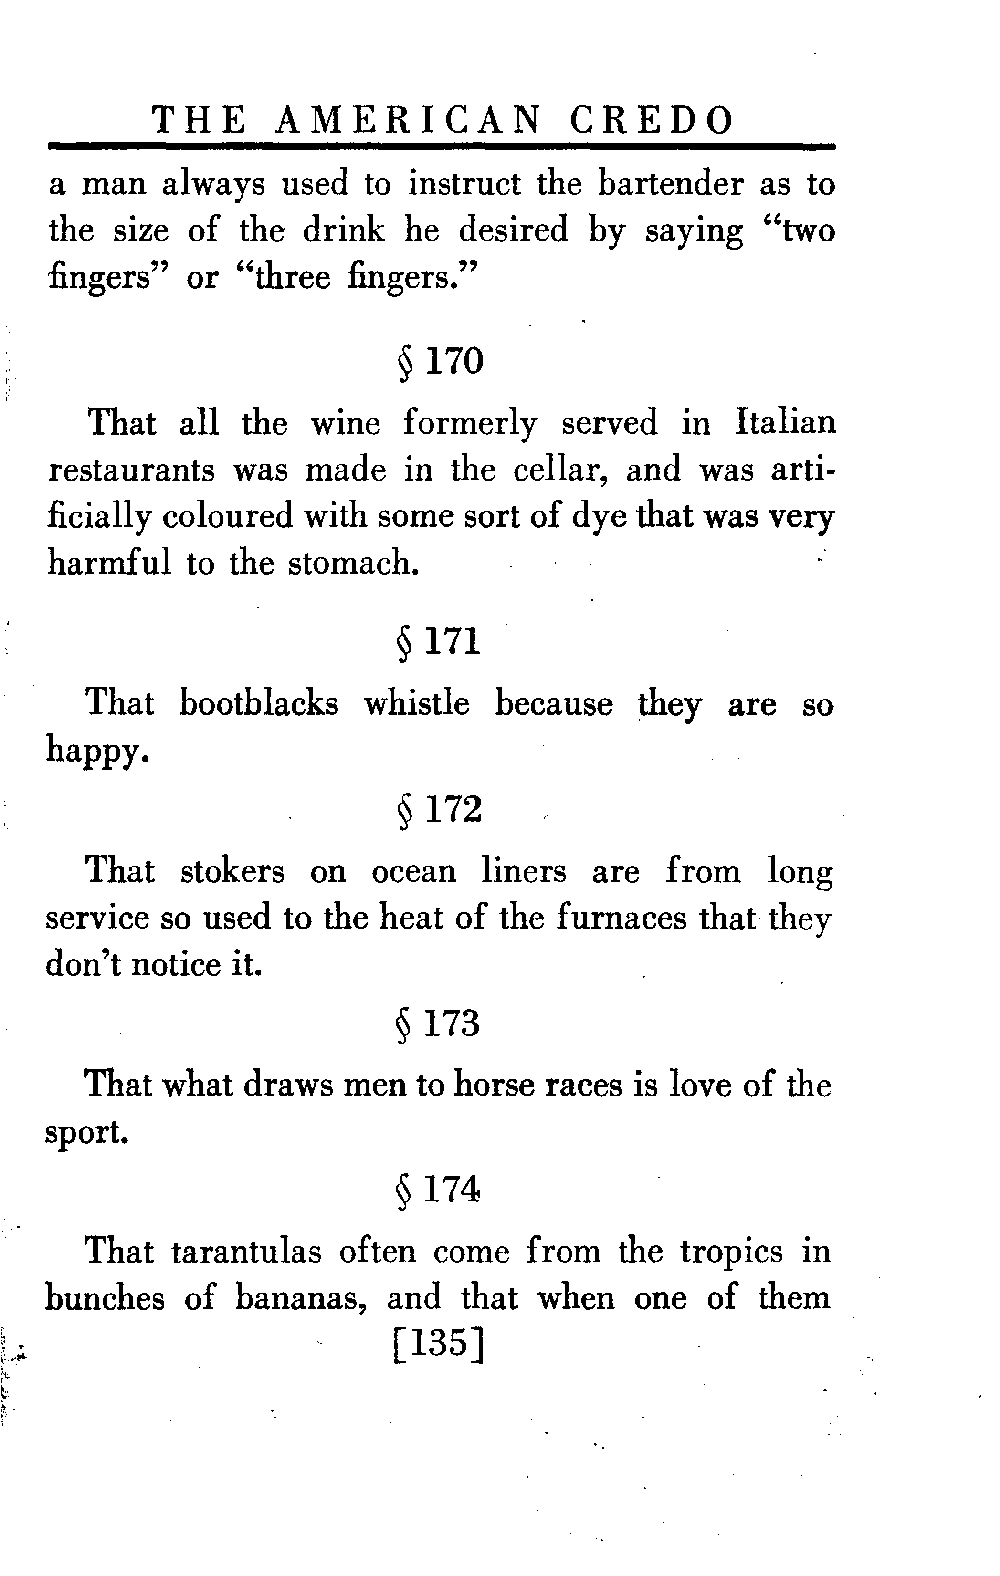 THE AMERICAN CREDO
a man always used to instruct the bartender as to
the size of the drink he desired by saying “two
fingers” or “three fingers.”
§ 170
That all the wine formerly served in Italian
restaurants was made in the cellar, and was arti-
ficially coloured with some sort of dye that was very
harmful to the stomach.
§ 171
That bootblacks whistle because they are so
happy.
§ 172
That stokers on ocean liners are from long
service so used to the heat of the furnaces that they
don’t notice it.
§ 173
That what draws men to horse races is love of the
sport.
§ 174
That tarantulas often come from the tropics in
bunches of bananas, and that when one of them
[135]